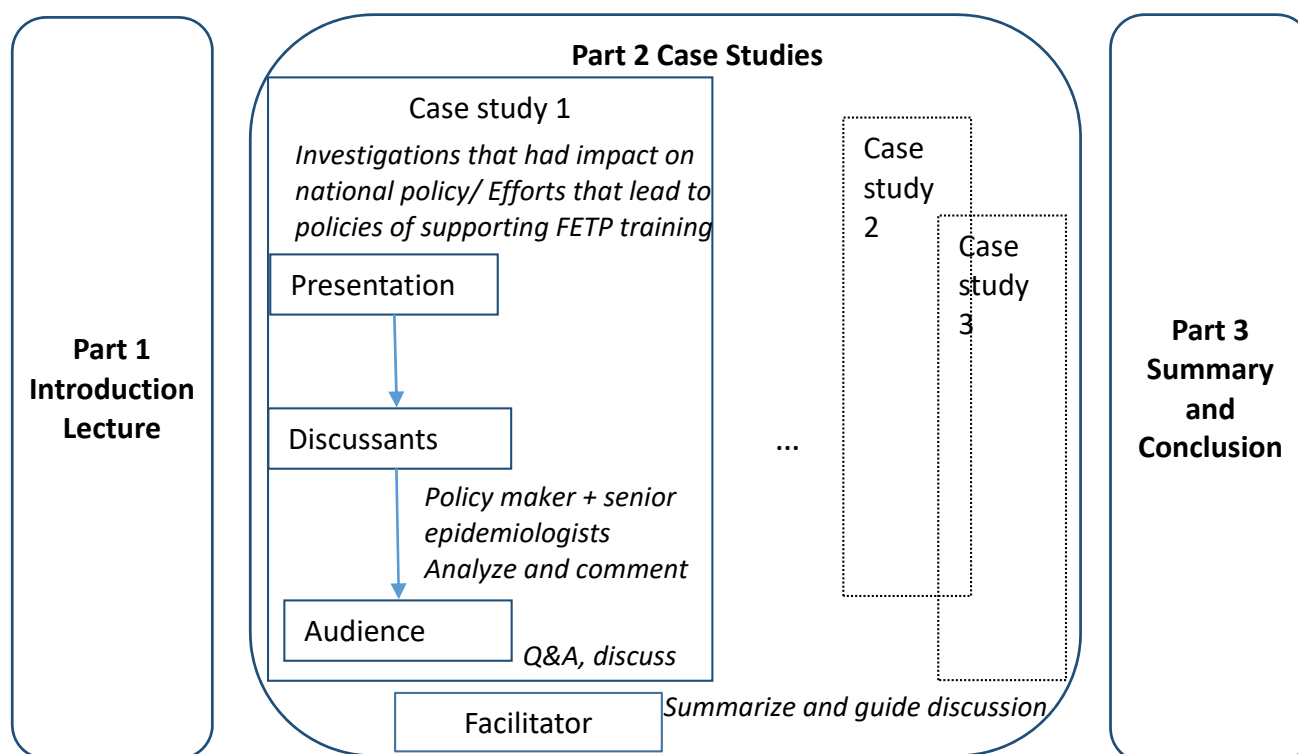 Part 1
Introduction
Lecture
Part 2 Case Studies
Case study 1
Investigations that had impact on
national policy/ Efforts that lead to
policies of supporting FETP training
Presentation
Discussants
Policy maker + senior
epidemiologists
Analyze and comment
Audience
Q&A, discuss
...
Case
study
2
Case
study
3
Facilitator
Summarize and guide discussion
Part 3
Summary
and
Conclusion